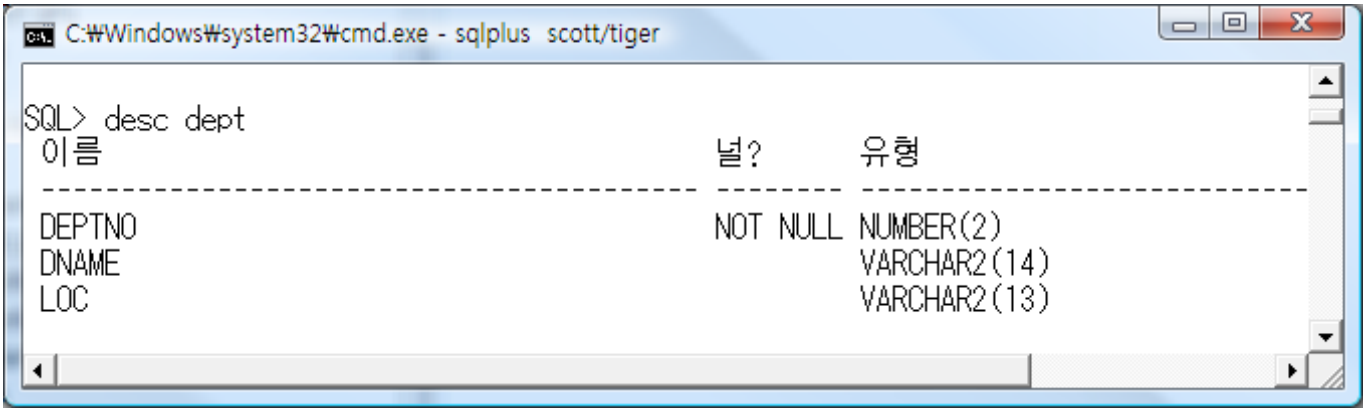 C:₩Windows₩system32₩cmd.exe - sqlplus scott/tiger
SQL> desc dept
이름 널? 유형
----------------------------------------- -------- ----------------------------
DEPTNO NOT NULL NUMBER(2)
DNAME VARCHAR2(14)
LOC VARCHAR2(13)